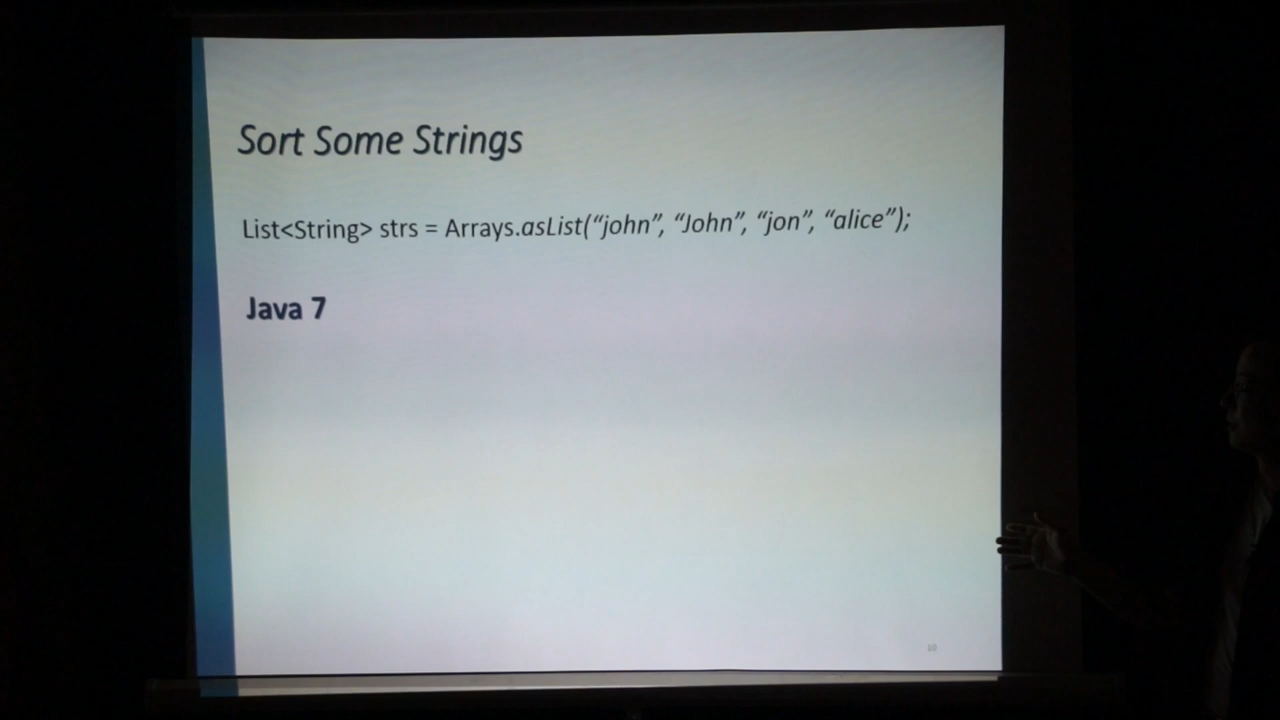 Sort Some Strings
List<String> strs = Arrays.asList(“john”, “John”, “jon”, “alice”);
Java 7